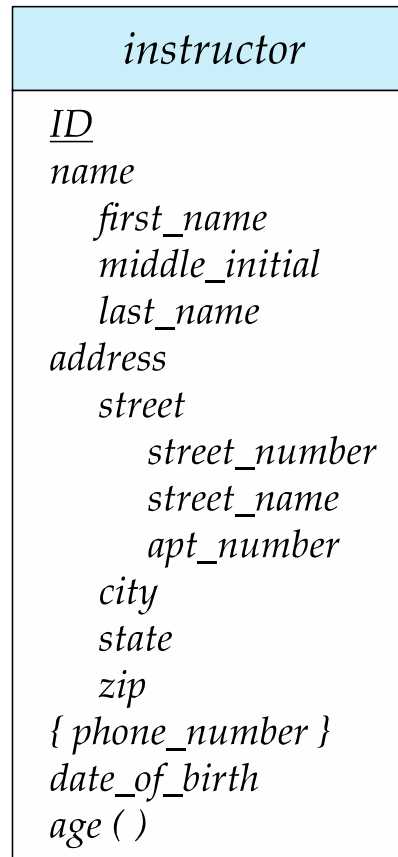 instructor
ID
name
first_name
middle_initial
last_name
address
street
street_number
street_name
apt_number
city
state
zip
{ phone_number }
date_of_birth
age ( )